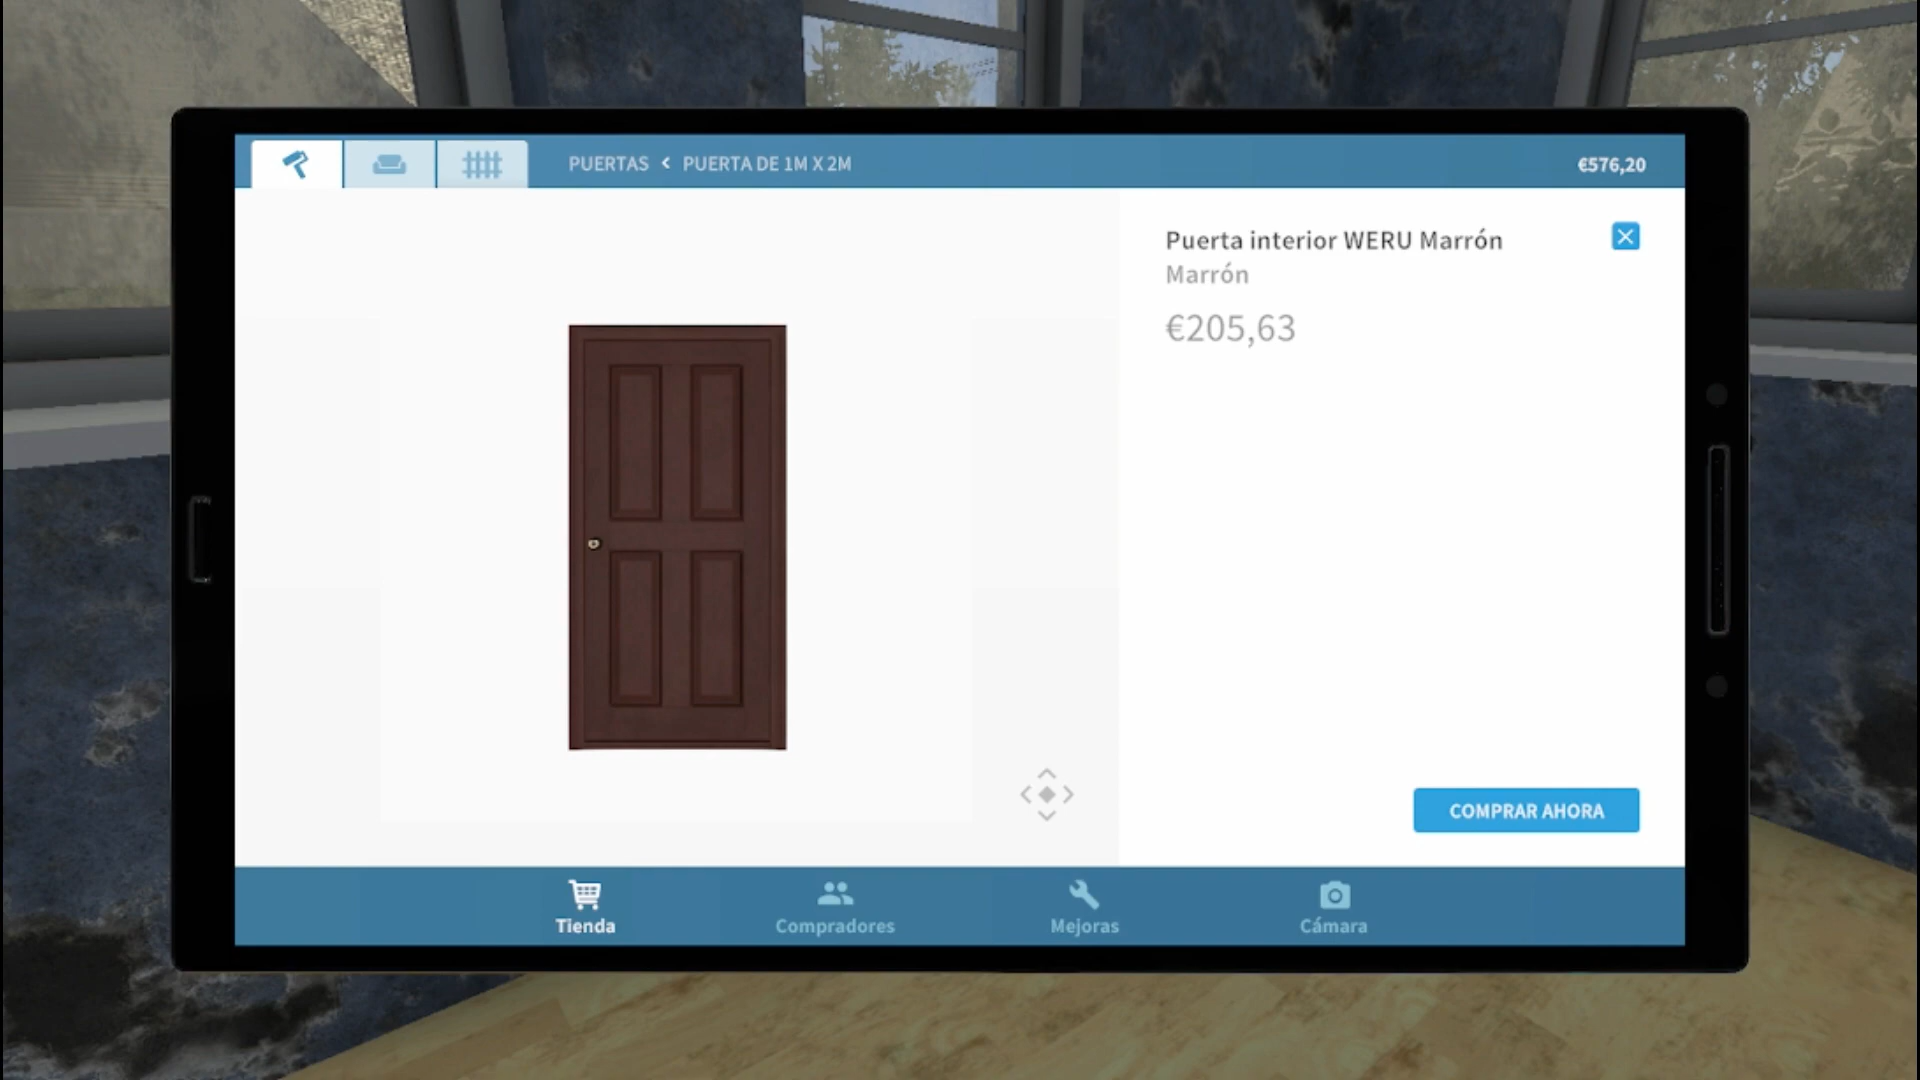 PUERTAS < PUERTA DE 1M X 2M
€576,20
Puerta interior WERU Marrón
Marrón
€205,63
COMPRAR AHORA
Tienda
Compradores
Mejoras
Cámara